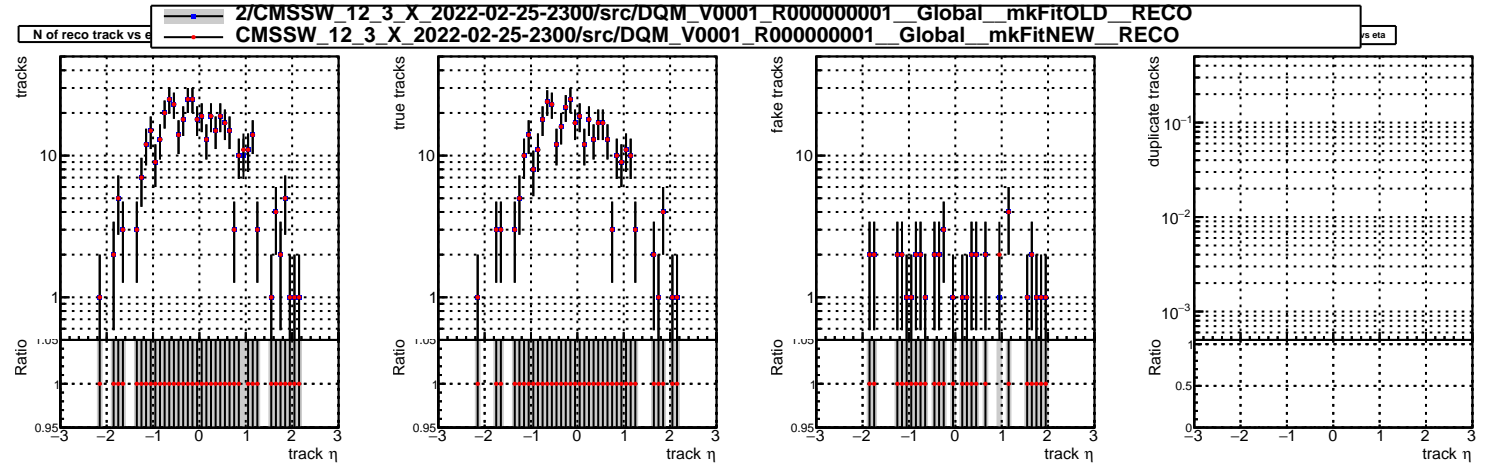 2/CMSSW_12_3_X_2022-02-25-2300/src/DQM_V0001_R000000001__Global__mkFitOLD__RECO
CMSSW_12_3_X_2022-02-25-2300/src/DQM_V0001_R000000001__Global__mkFitNEW__RECO
N of reco track vs e
vs eta
tracks
10
1
Ratio
1.05
1
0.95
−3 −2 −1 0 1 2 3
track η
true tracks
10
1
Ratio
1.05
1
0.95
−3 −2 −1 0 1 2 3
track η
fake tracks
10
1
Ratio
1.05
1
0.95
−3 −2 −1 0 1 2 3
track η
duplicate tracks
10⁻¹
10⁻²
10⁻³
Ratio
1
0.5
0
−3 −2 −1 0 1 2 3
track η